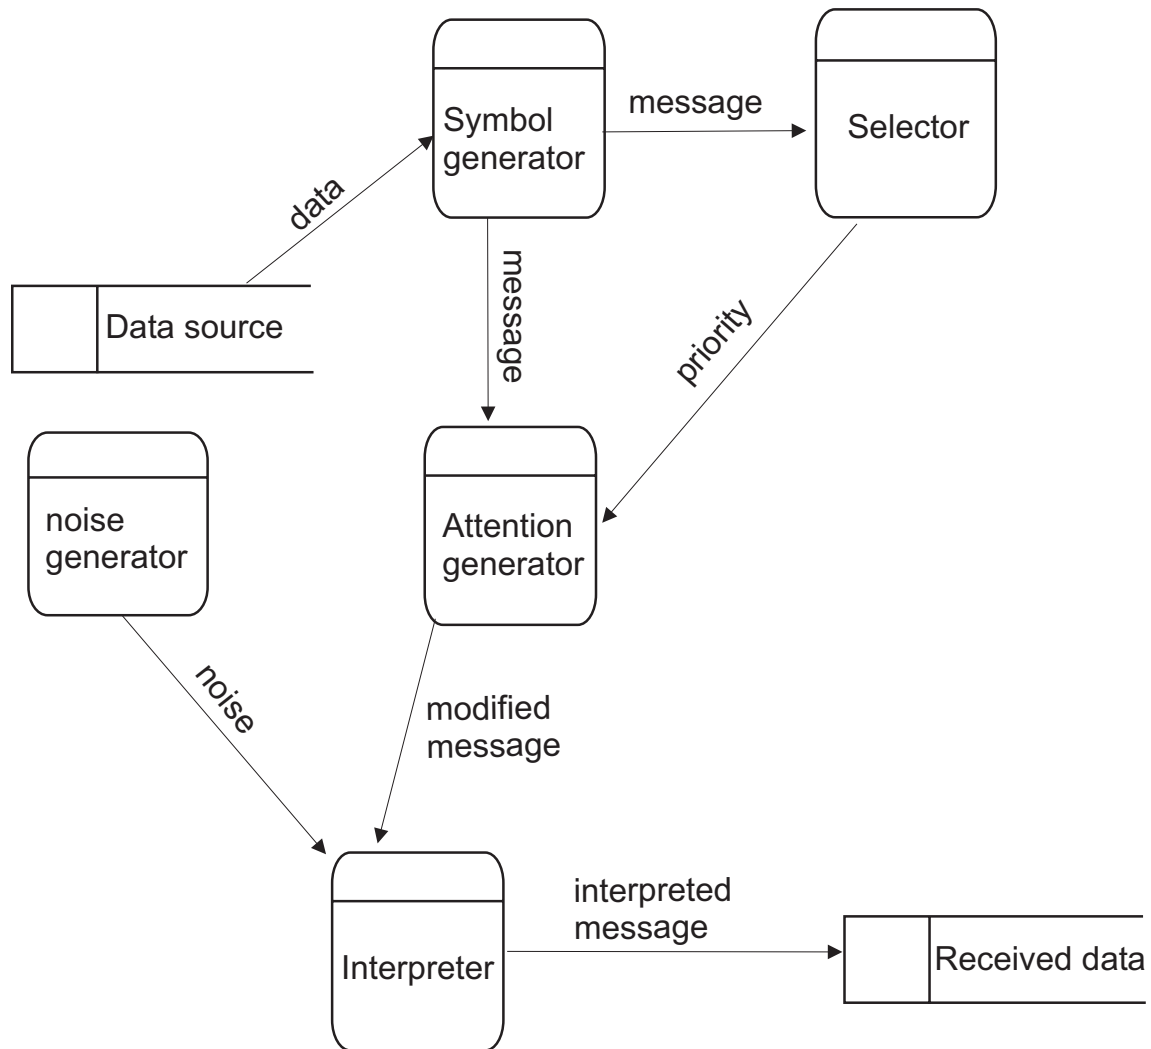 Symbol
generator
message
Selector
data
message
Data source
priority
noise
generator
Attention
generator
noise
modified
message
interpreted
message
Interpreter
Received data